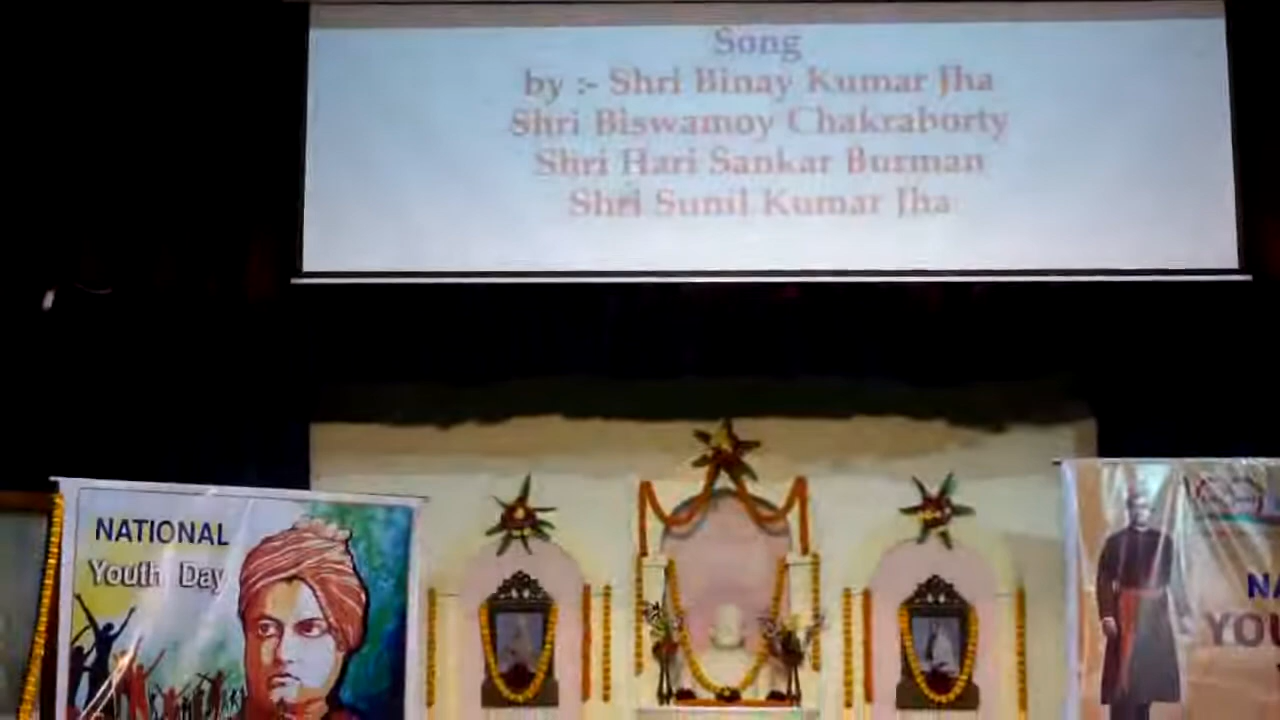 Song
by :- Shri Binay Kumar Jha
Shri Biswamoy Chakraborty
Shri Hari Sankar Burman
Shri Sunil Kumar Jha
NATIONAL
Youth Day